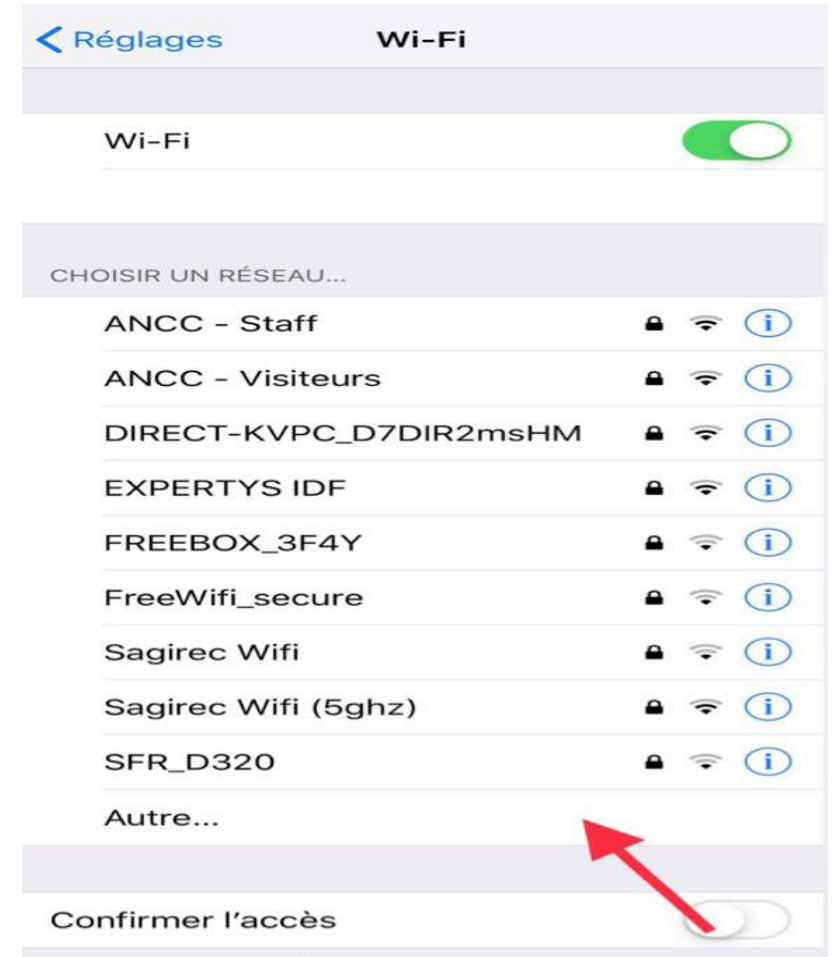 Réglages Wi-Fi
Wi-Fi
CHOISIR UN RÉSEAU...
ANCC - Staff
ANCC - Visiteurs
DIRECT-KVPC_D7DIR2msHM
EXPERTYS IDF
FREEBOX_3F4Y
FreeWifi_secure
Sagirec Wifi
Sagirec Wifi (5ghz)
SFR_D320
Autre...
Confirmer l'accès